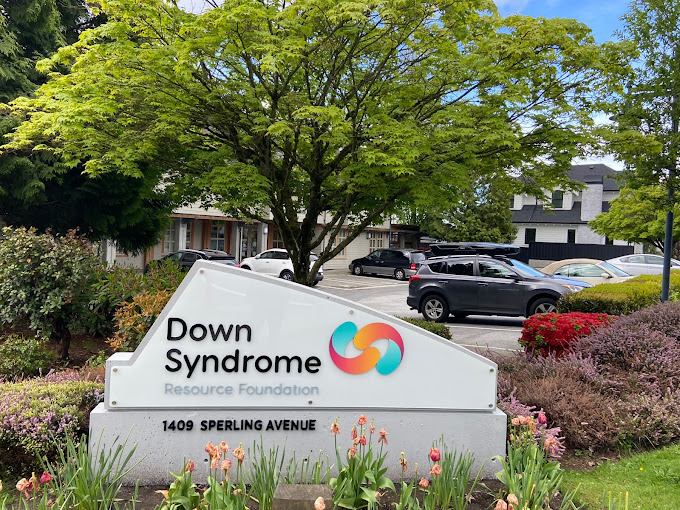 Down
Syndrome
Resource Foundation
1409 SPERLING AVENUE